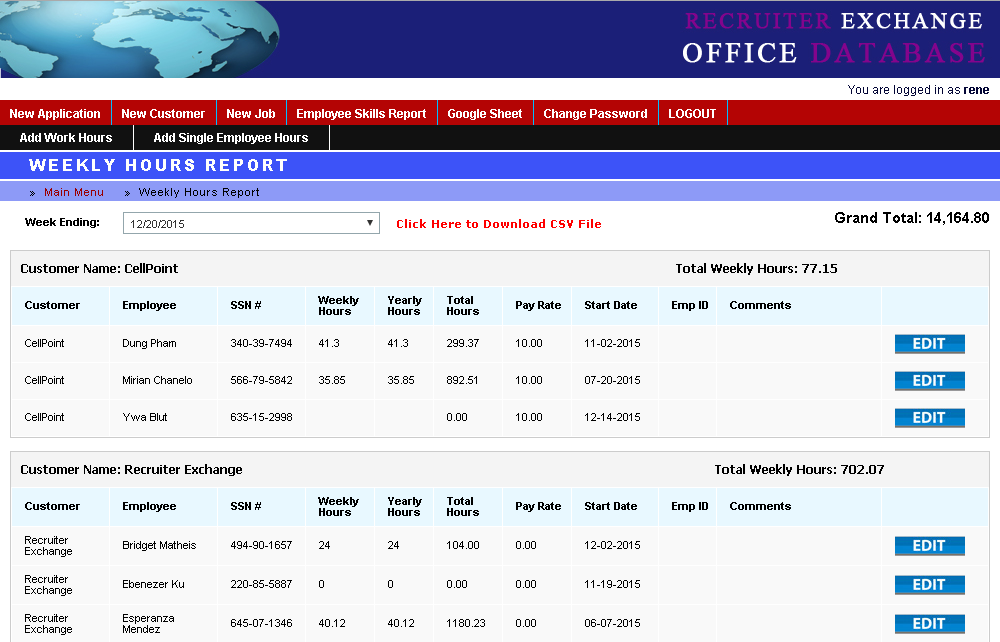 RECRUITER EXCHANGE
OFFICE DATABASE
You are logged in as rene
New Application New Customer New Job Employee Skills Report Google Sheet Change Password LOGOUT
Add Work Hours Add Single Employee Hours
WEEKLY HOURS REPORT
» Main Menu » Weekly Hours Report
Week Ending: 12/20/2015 ▼ Click Here to Download CSV File Grand Total: 14,164.80
Customer Name: CellPoint Total Weekly Hours: 77.15
Customer Employee SSN # Weekly Hours Yearly Hours Total Hours Pay Rate Start Date Emp ID Comments
CellPoint Dung Pham 340-39-7494 41.3 41.3 299.37 10.00 11-02-2015 EDIT
CellPoint Mirian Chanelo 566-79-5842 35.85 35.85 892.51 10.00 07-20-2015 EDIT
CellPoint Ywa Blut 635-15-2998 0.00 10.00 12-14-2015 EDIT
Customer Name: Recruiter Exchange Total Weekly Hours: 702.07
Customer Employee SSN # Weekly Hours Yearly Hours Total Hours Pay Rate Start Date Emp ID Comments
Recruiter Exchange Bridget Matheis 494-90-1657 24 24 104.00 0.00 12-02-2015 EDIT
Recruiter Exchange Ebenezer Ku 220-85-5887 0 0 0.00 0.00 11-19-2015 EDIT
Recruiter Exchange Esperanza Mendez 645-07-1346 40.12 40.12 1180.23 0.00 06-07-2015 EDIT